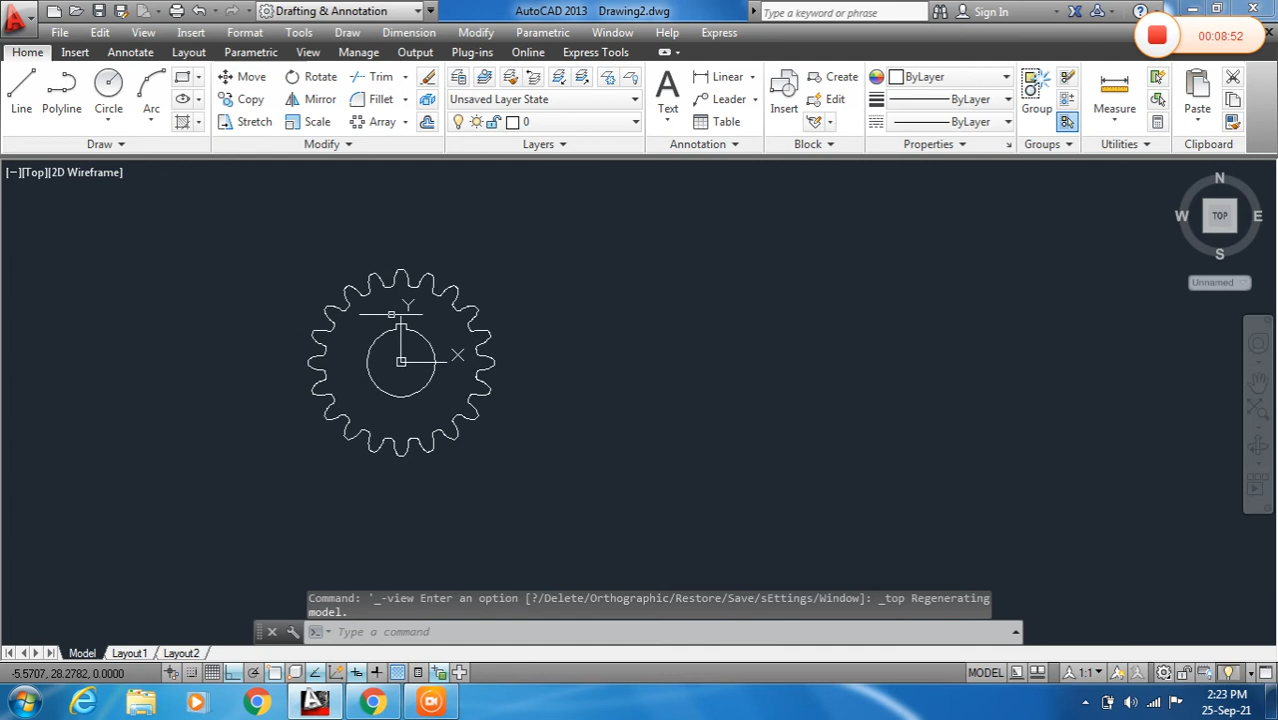 Drafting & Annotation
AutoCAD 2013 Drawing2.dwg
Type a keyword or phrase
Sign In
00:08:52
File Edit View Insert Format Tools Draw Dimension Modify Parametric Window Help Express
Home Insert Annotate Layout Parametric View Manage Output Plug-ins Online Express Tools
Line Polyline Circle Arc
Draw
Move Rotate Trim
Copy Mirror Fillet
Stretch Scale Array
Modify
Unsaved Layer State
0
Layers
Text
Linear
Leader
Table
Annotation
Insert
Create
Edit
Block
ByLayer
ByLayer
ByLayer
Properties
Group
Groups
Measure
Utilities
Paste
Clipboard
[−][Top][2D Wireframe]
N
W TOP E
S
Unnamed
Y
X
Command: '_-view Enter an option [?/Delete/Orthographic/Restore/Save/sEttings/Window]: _top Regenerating
model.
Type a command
Model Layout1 Layout2
-5.5707, 28.2782, 0.0000
MODEL
1:1
2:23 PM
25-Sep-21